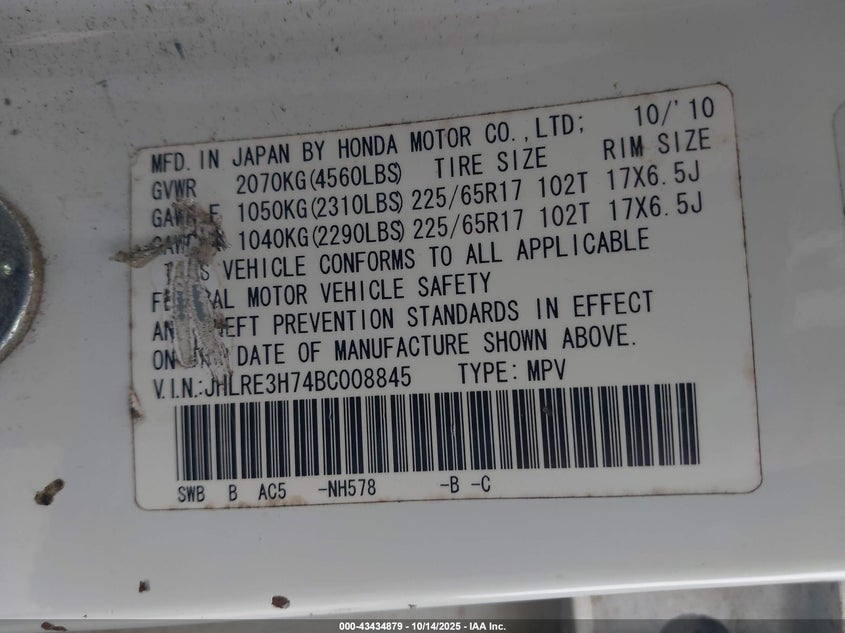 MFD. IN JAPAN BY HONDA MOTOR CO.,LTD; 10/'10
GVWR 2070KG(4560LBS) TIRE SIZE RIM SIZE
F 1050KG(2310LBS) 225/65R17 102T 17X6.5J
1040KG(2290LBS) 225/65R17 102T 17X6.5J
VEHICLE CONFORMS TO ALL APPLICABLE
MOTOR VEHICLE SAFETY
PREVENTION STANDARDS IN EFFECT
ON DATE OF MANUFACTURE SHOWN ABOVE.
V.I.N.:JHLRE3H74BC008845 TYPE: MPV
SWB B AC5 -NH578 -B -C
000-43434879 - 10/14/2025 - IAA Inc.